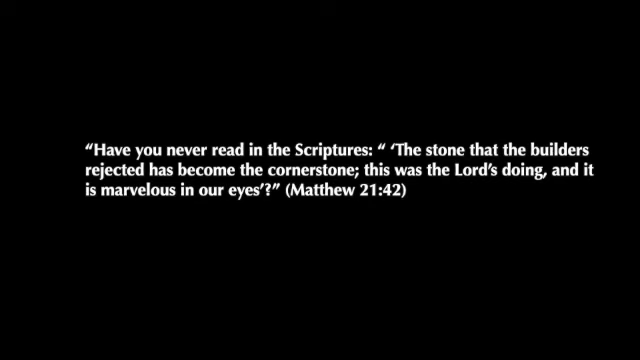 “Have you never read in the Scriptures: “ ‘The stone that the builders
rejected has become the cornerstone; this was the Lord’s doing, and it
is marvelous in our eyes’?” (Matthew 21:42)